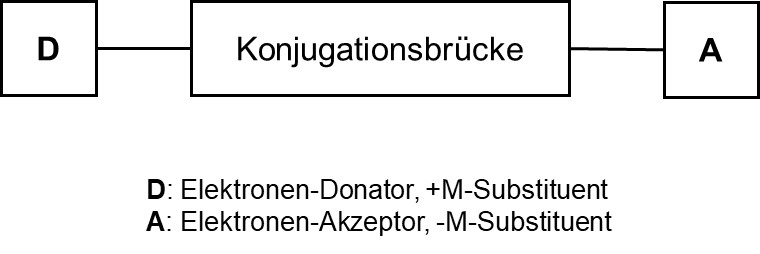 D Konjugationsbrücke A
D: Elektronen-Donator, +M-Substituent
A: Elektronen-Akzeptor, -M-Substituent